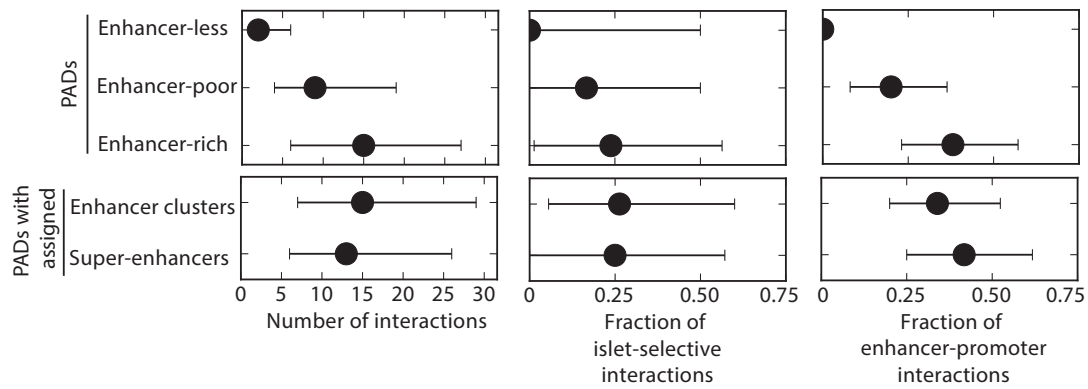 PADs
Enhancer-less
Enhancer-poor
Enhancer-rich
PADs with
assigned
Enhancer clusters
Super-enhancers
0 5 10 15 20 25 30
Number of interactions
0 0.25 0.50 0.75
Fraction of
islet-selective
interactions
0 0.25 0.50 0.75
Fraction of
enhancer-promoter
interactions